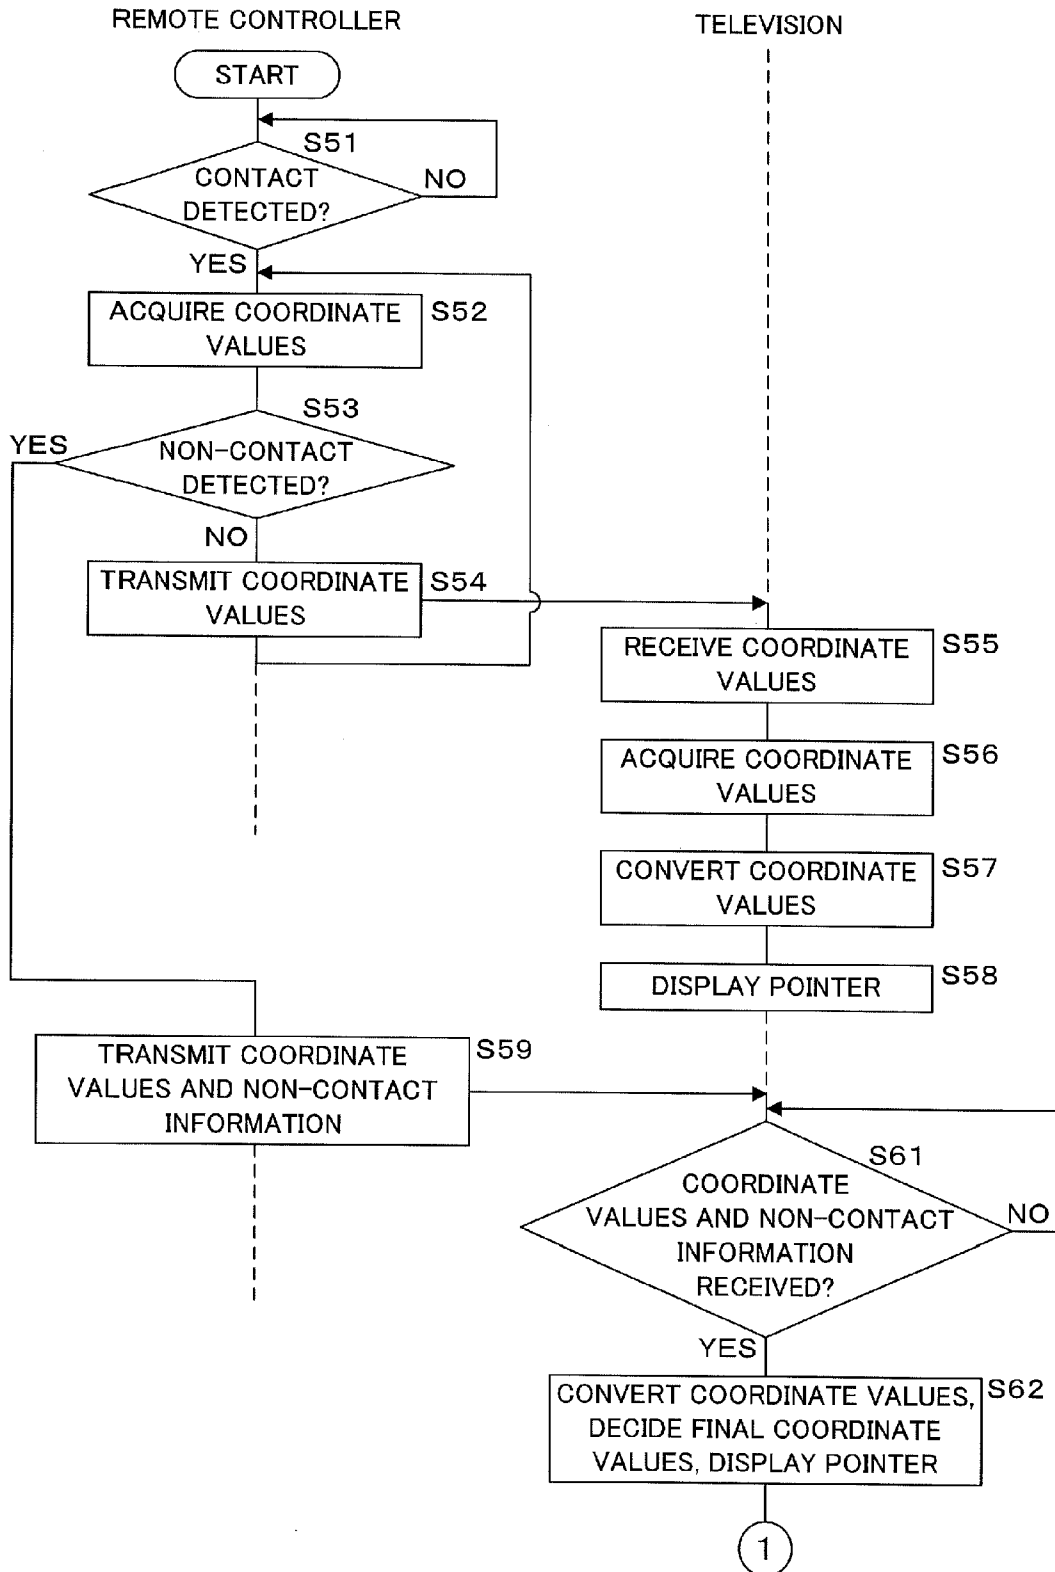 REMOTE CONTROLLER
TELEVISION
START
S51
CONTACT
DETECTED?
NO
YES
ACQUIRE COORDINATE
VALUES
S52
S53
YES
NON-CONTACT
DETECTED?
NO
TRANSMIT COORDINATE
VALUES
S54
RECEIVE COORDINATE
VALUES
S55
ACQUIRE COORDINATE
VALUES
S56
CONVERT COORDINATE
VALUES
S57
DISPLAY POINTER
S58
TRANSMIT COORDINATE
VALUES AND NON-CONTACT
INFORMATION
S59
S61
COORDINATE
VALUES AND NON-CONTACT
INFORMATION
RECEIVED?
NO
YES
CONVERT COORDINATE VALUES,
DECIDE FINAL COORDINATE
VALUES, DISPLAY POINTER
S62
1